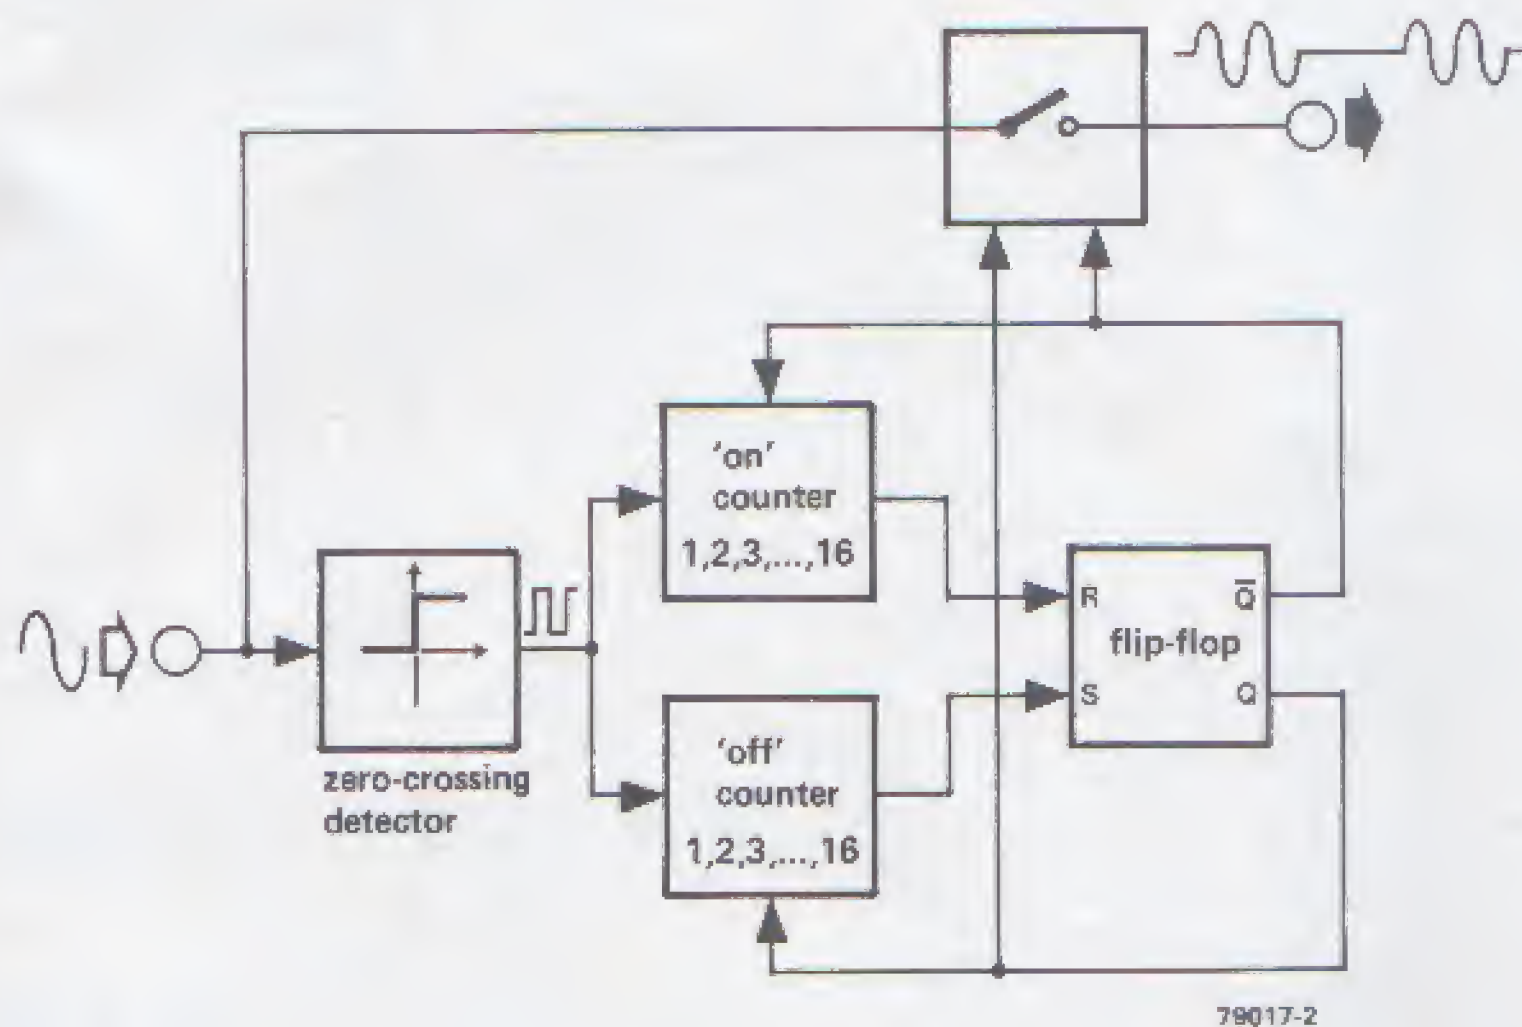 'on'
counter
1,2,3,...,16
zero-crossing
detector
'off'
counter
1,2,3,...,16
R
Q̅
flip-flop
S
Q
79017-2